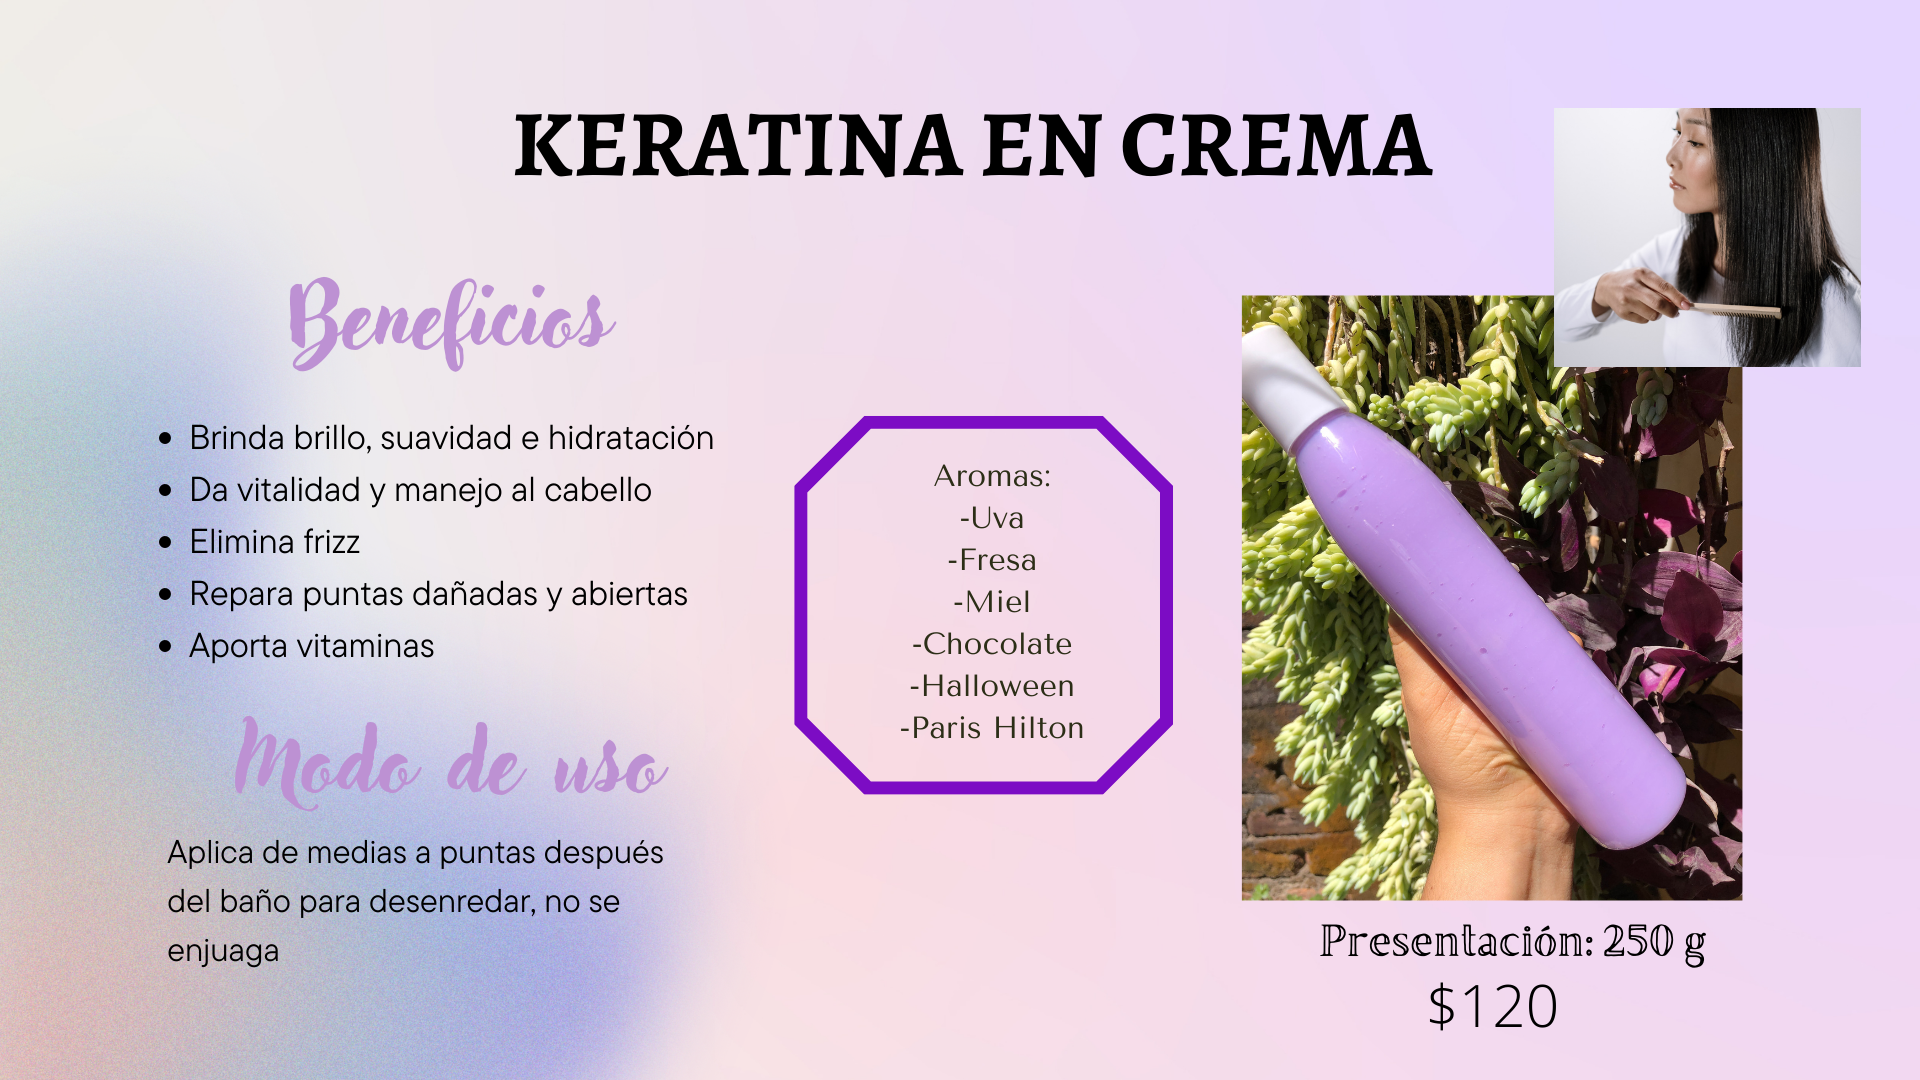 KERATINA EN CREMA
Beneficios
• Brinda brillo, suavidad e hidratación
• Da vitalidad y manejo al cabello
• Elimina frizz
• Repara puntas dañadas y abiertas
• Aporta vitaminas
Modo de uso
Aplica de medias a puntas después
del baño para desenredar, no se
enjuaga
Aromas:
-Uva
-Fresa
-Miel
-Chocolate
-Halloween
-Paris Hilton
Presentación: 250 g
$120